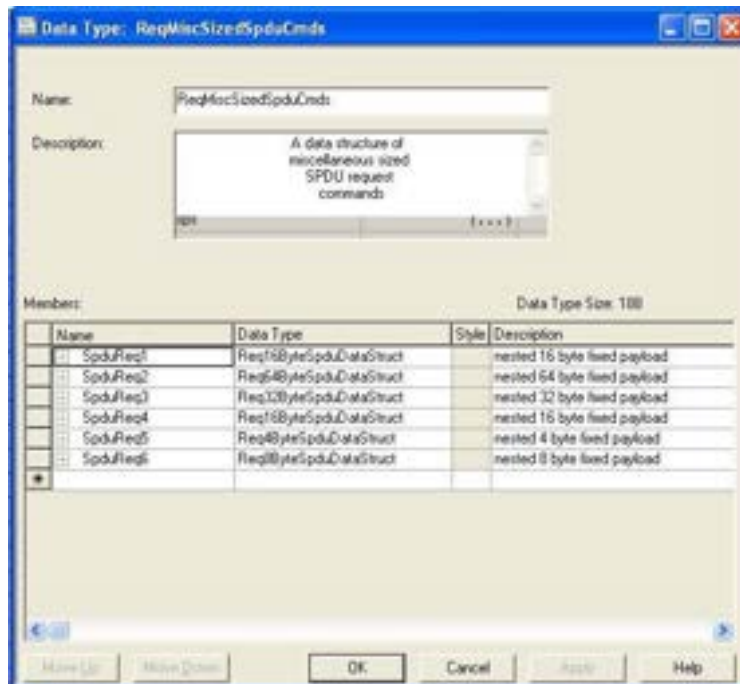 Data Type: ReqMiscSizedSpduCmds
Name: ReqMiscSizedSpduCmds
Description: A data structure of
miscellaneous sized
SPDU request
commands
Members: Data Type Size: 188
Name Data Type Style Description
SpduReq1 Req16ByteSpduDataStruct nested 16 byte fixed payload
SpduReq2 Req64ByteSpduDataStruct nested 64 byte fixed payload
SpduReq3 Req32ByteSpduDataStruct nested 32 byte fixed payload
SpduReq4 Req16ByteSpduDataStruct nested 16 byte fixed payload
SpduReq5 Req4ByteSpduDataStruct nested 4 byte fixed payload
SpduReq6 Req8ByteSpduDataStruct nested 8 byte fixed payload
Move Up Move Down OK Cancel Apply Help